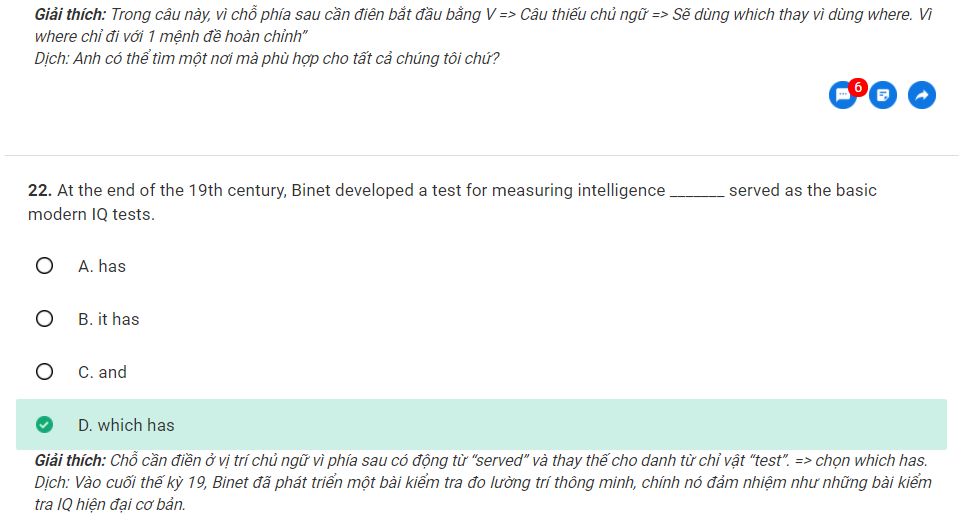 Giải thích: Trong câu này, vì chỗ phía sau cần điên bắt đầu bằng V => Câu thiếu chủ ngữ => Sẽ dùng which thay vì dùng where. Vì
where chỉ đi với 1 mệnh đề hoàn chỉnh”
Dịch: Anh có thể tìm một nơi mà phù hợp cho tất cả chúng tôi chứ?
6
22. At the end of the 19th century, Binet developed a test for measuring intelligence _______ served as the basic
modern IQ tests.
A. has
B. it has
C. and
D. which has
Giải thích: Chỗ cần điền ở vị trí chủ ngữ vì phía sau có động từ “served” và thay thế cho danh từ chỉ vật “test”. => chọn which has.
Dịch: Vào cuối thế kỷ 19, Binet đã phát triển một bài kiểm tra đo lường trí thông minh, chính nó đảm nhiệm như những bài kiểm
tra IQ hiện đại cơ bản.